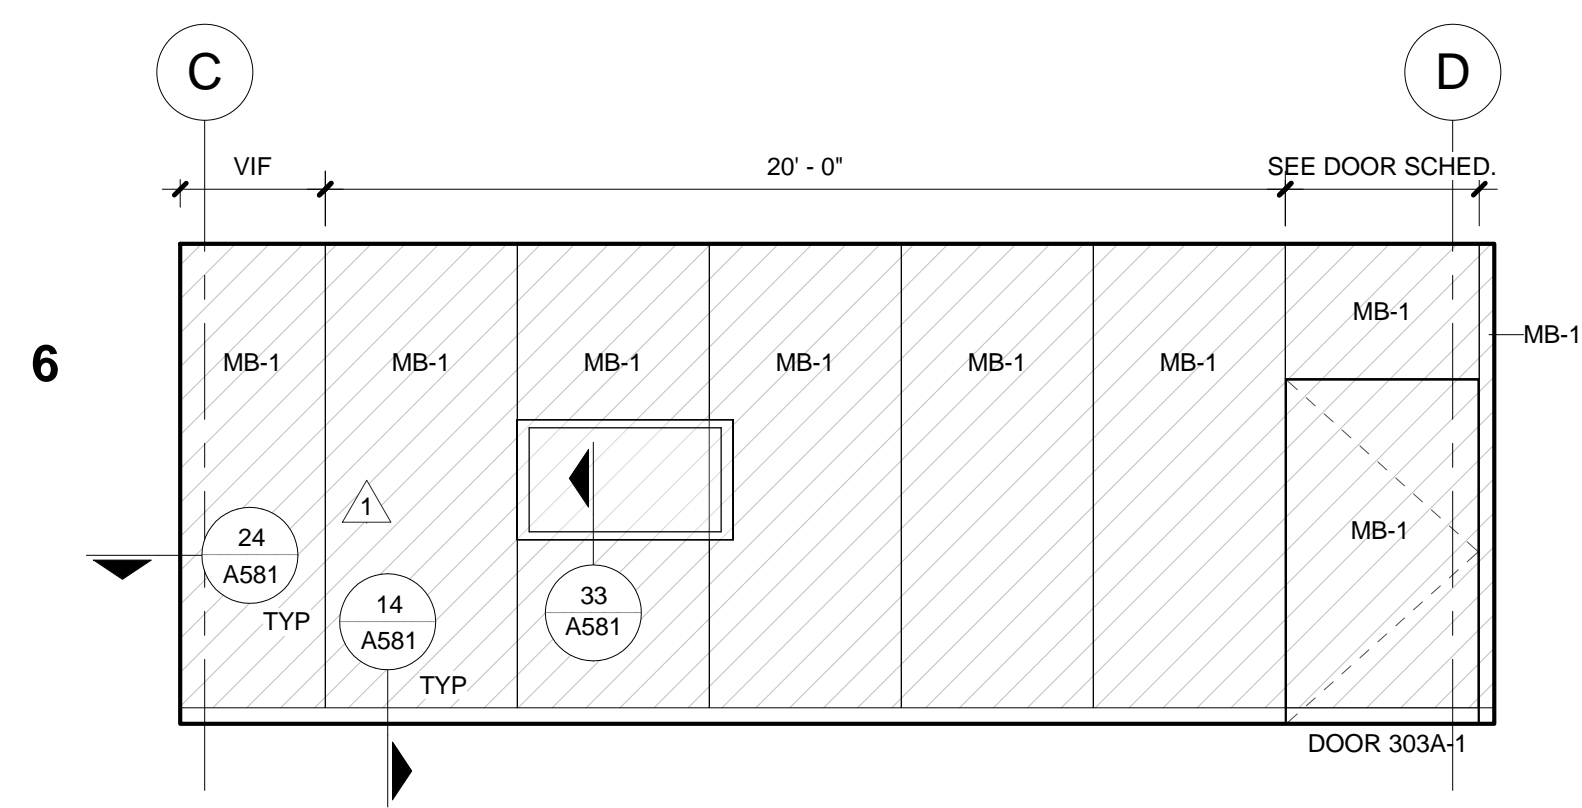 C
D
VIF
20' - 0"
SEE DOOR SCHED.
MB-1
MB-1
6
MB-1
MB-1
MB-1
MB-1
MB-1
MB-1
1
24
A581
TYP
MB-1
14
A581
TYP
33
A581
DOOR 303A-1